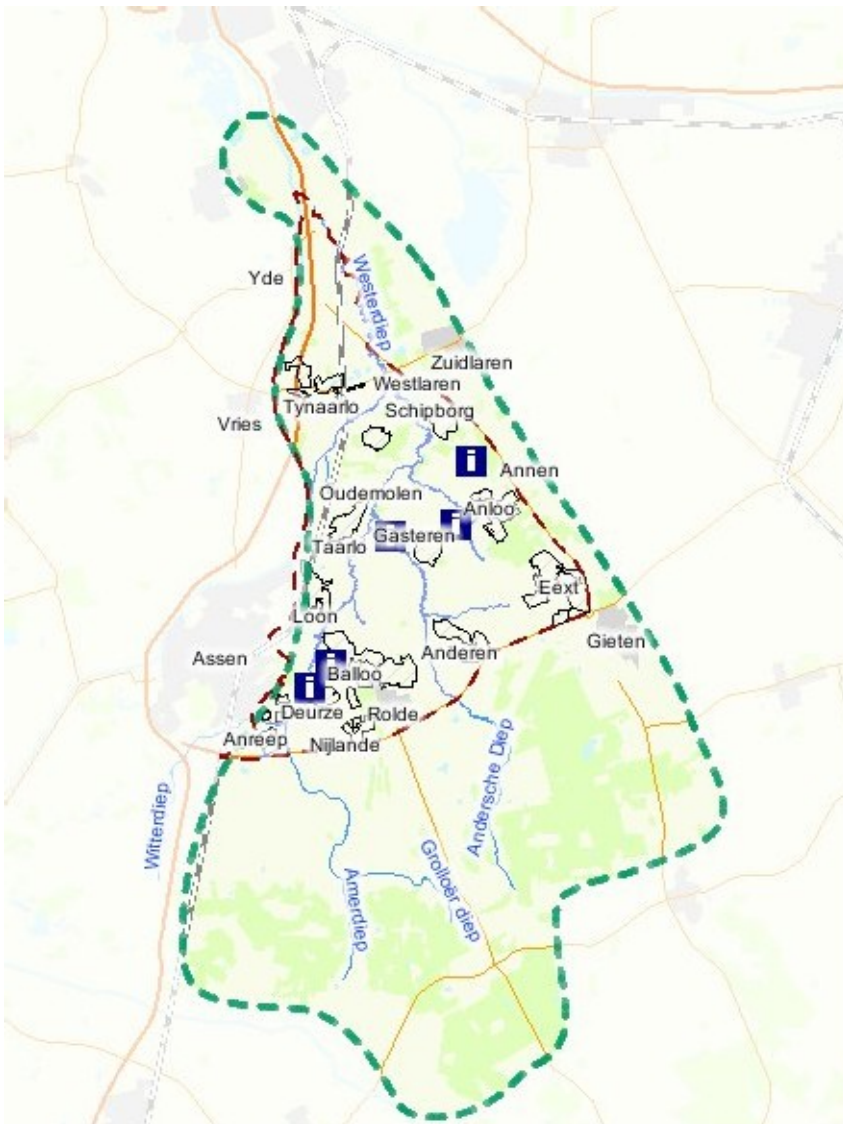 Yde
Westerdiep
Zuidlaren
Westlaren
Tynaarlo
Schipborg
Vries
i
Annen
Oudemolen
Anloo
i
Gasteren
Taarlo
Eext
Loon
Gieten
Anderen
Assen
i
Balloo
i
Deurze
Rolde
Anreep
Nijlande
Andersche Diep
Witterdiep
Grolloër diep
Amerdiep